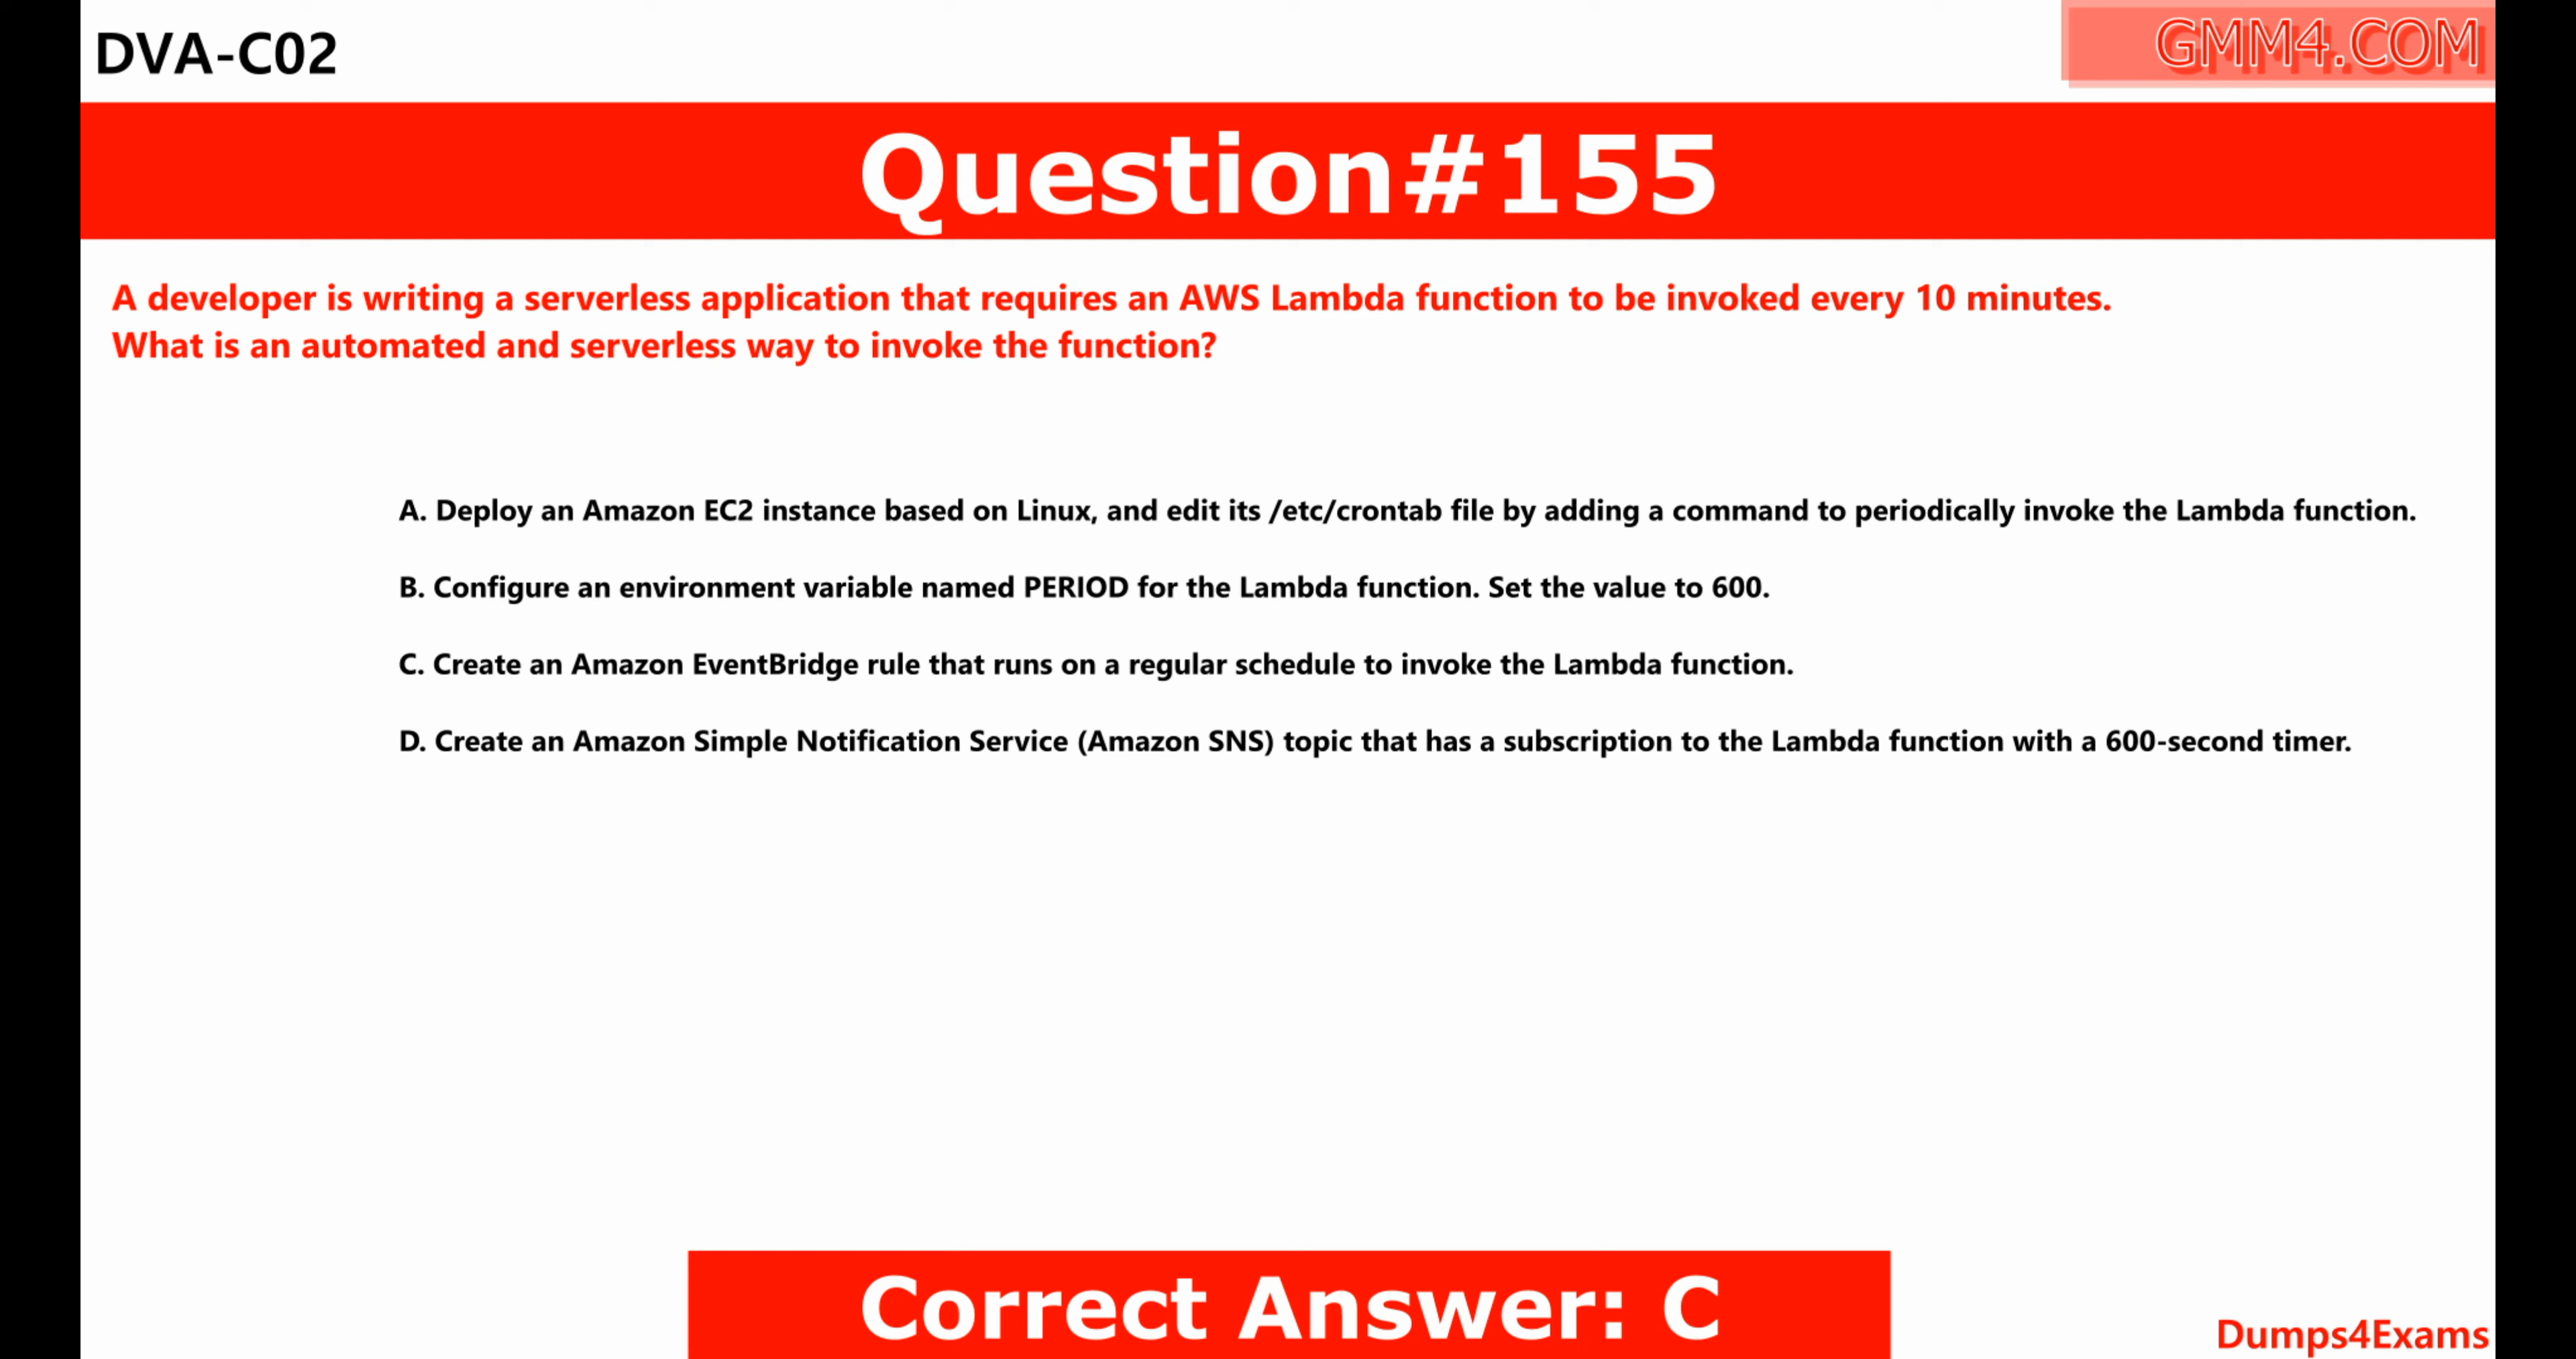 DVA-C02
GMM4.COM
Question#155
A developer is writing a serverless application that requires an AWS Lambda function to be invoked every 10 minutes.
What is an automated and serverless way to invoke the function?
A. Deploy an Amazon EC2 instance based on Linux, and edit its /etc/crontab file by adding a command to periodically invoke the Lambda function.
B. Configure an environment variable named PERIOD for the Lambda function. Set the value to 600.
C. Create an Amazon EventBridge rule that runs on a regular schedule to invoke the Lambda function.
D. Create an Amazon Simple Notification Service (Amazon SNS) topic that has a subscription to the Lambda function with a 600-second timer.
Correct Answer: C
Dumps4Exams